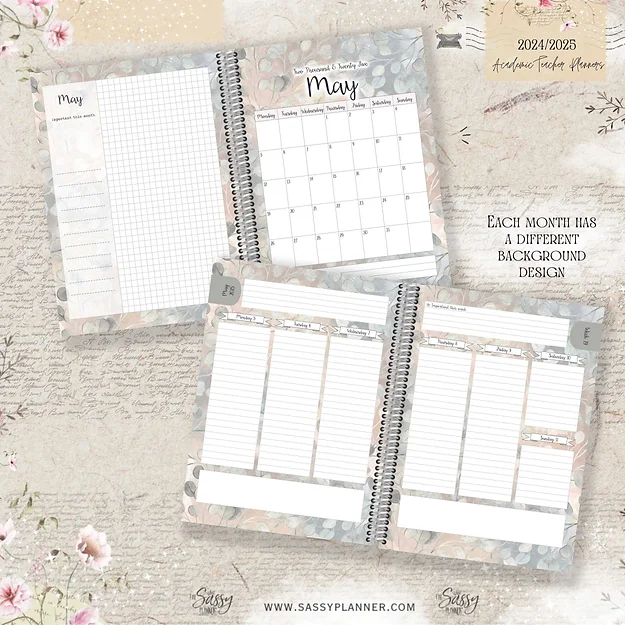 2024/2025
Academic Teacher Planners
May
important this month
Two Thousand & Twenty Five
May
Monday Tuesday Wednesday Thursday Friday Saturday Sunday
1 2 3 4
5 6 7 8 9 10 11
12 13 14 15 16 17 18
19 20 21 22 23 24 25
26 27 28 29 30 31
EACH MONTH HAS
A DIFFERENT
BACKGROUND
DESIGN
May
2025
Monday 5
Tuesday 6
Wednesday 7
Important this week
Week 19
Thursday 8
Friday 9
Saturday 10
Sunday 11
THE
Sassy
PLANNER
WWW.SASSYPLANNER.COM
THE
Sassy
PLANNER